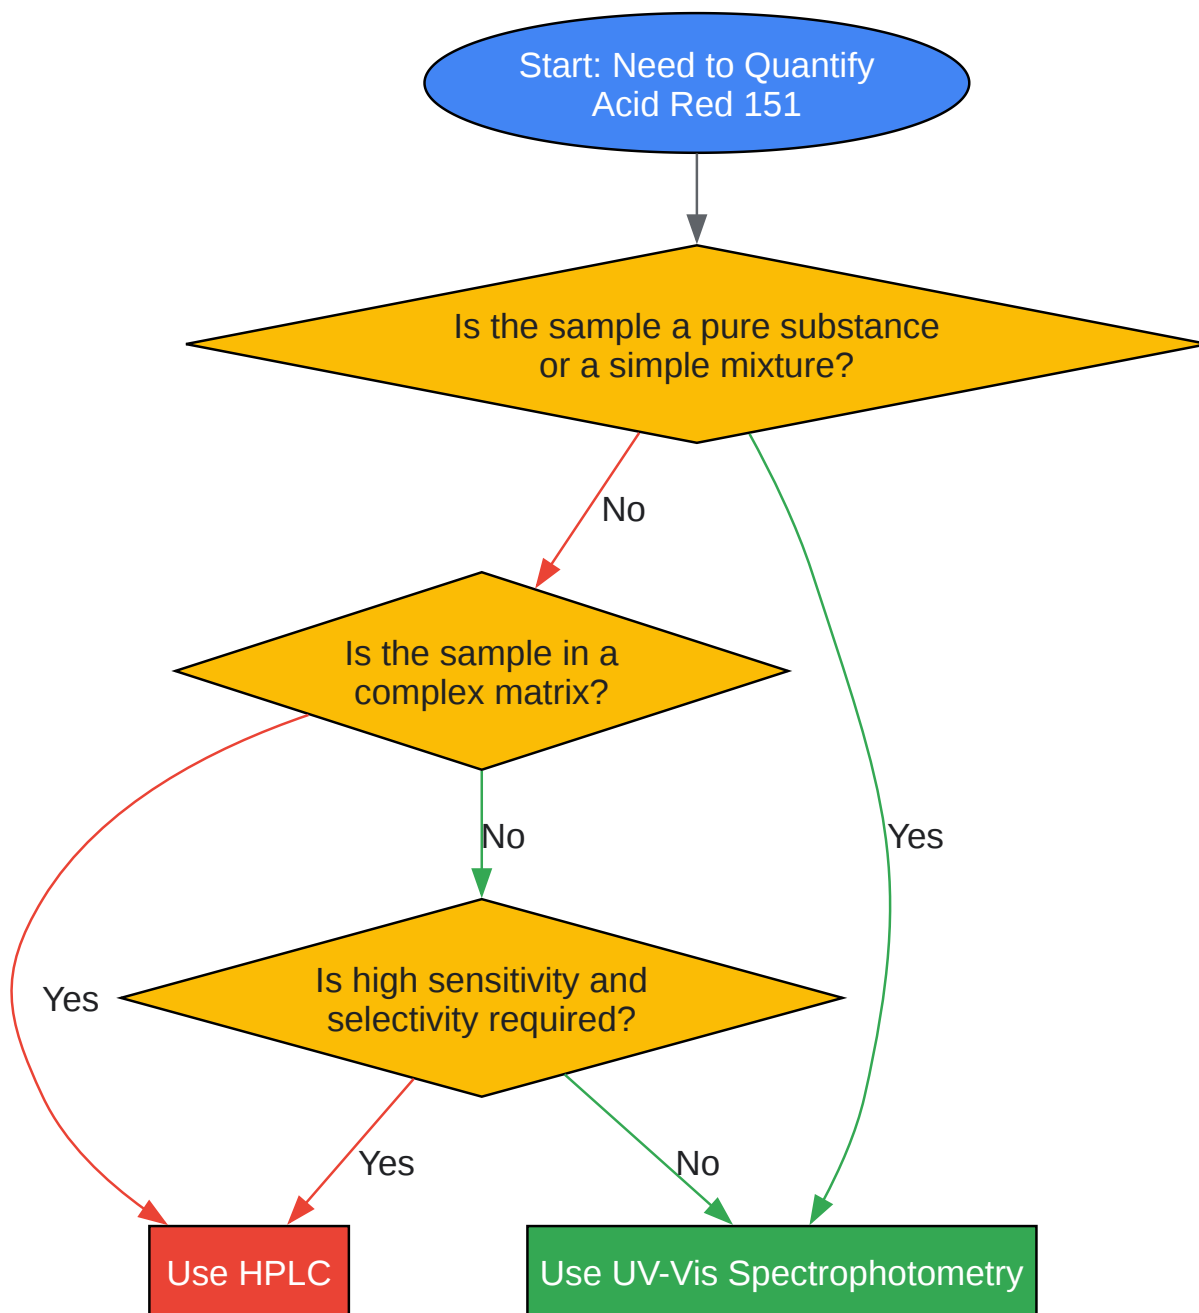 Start: Need to Quantify
Acid Red 151
Is the sample a pure substance
or a simple mixture?
No
Is the sample in a
complex matrix?
No
Yes
Is high sensitivity and
selectivity required?
Yes
Yes
No
Use HPLC
Use UV-Vis Spectrophotometry